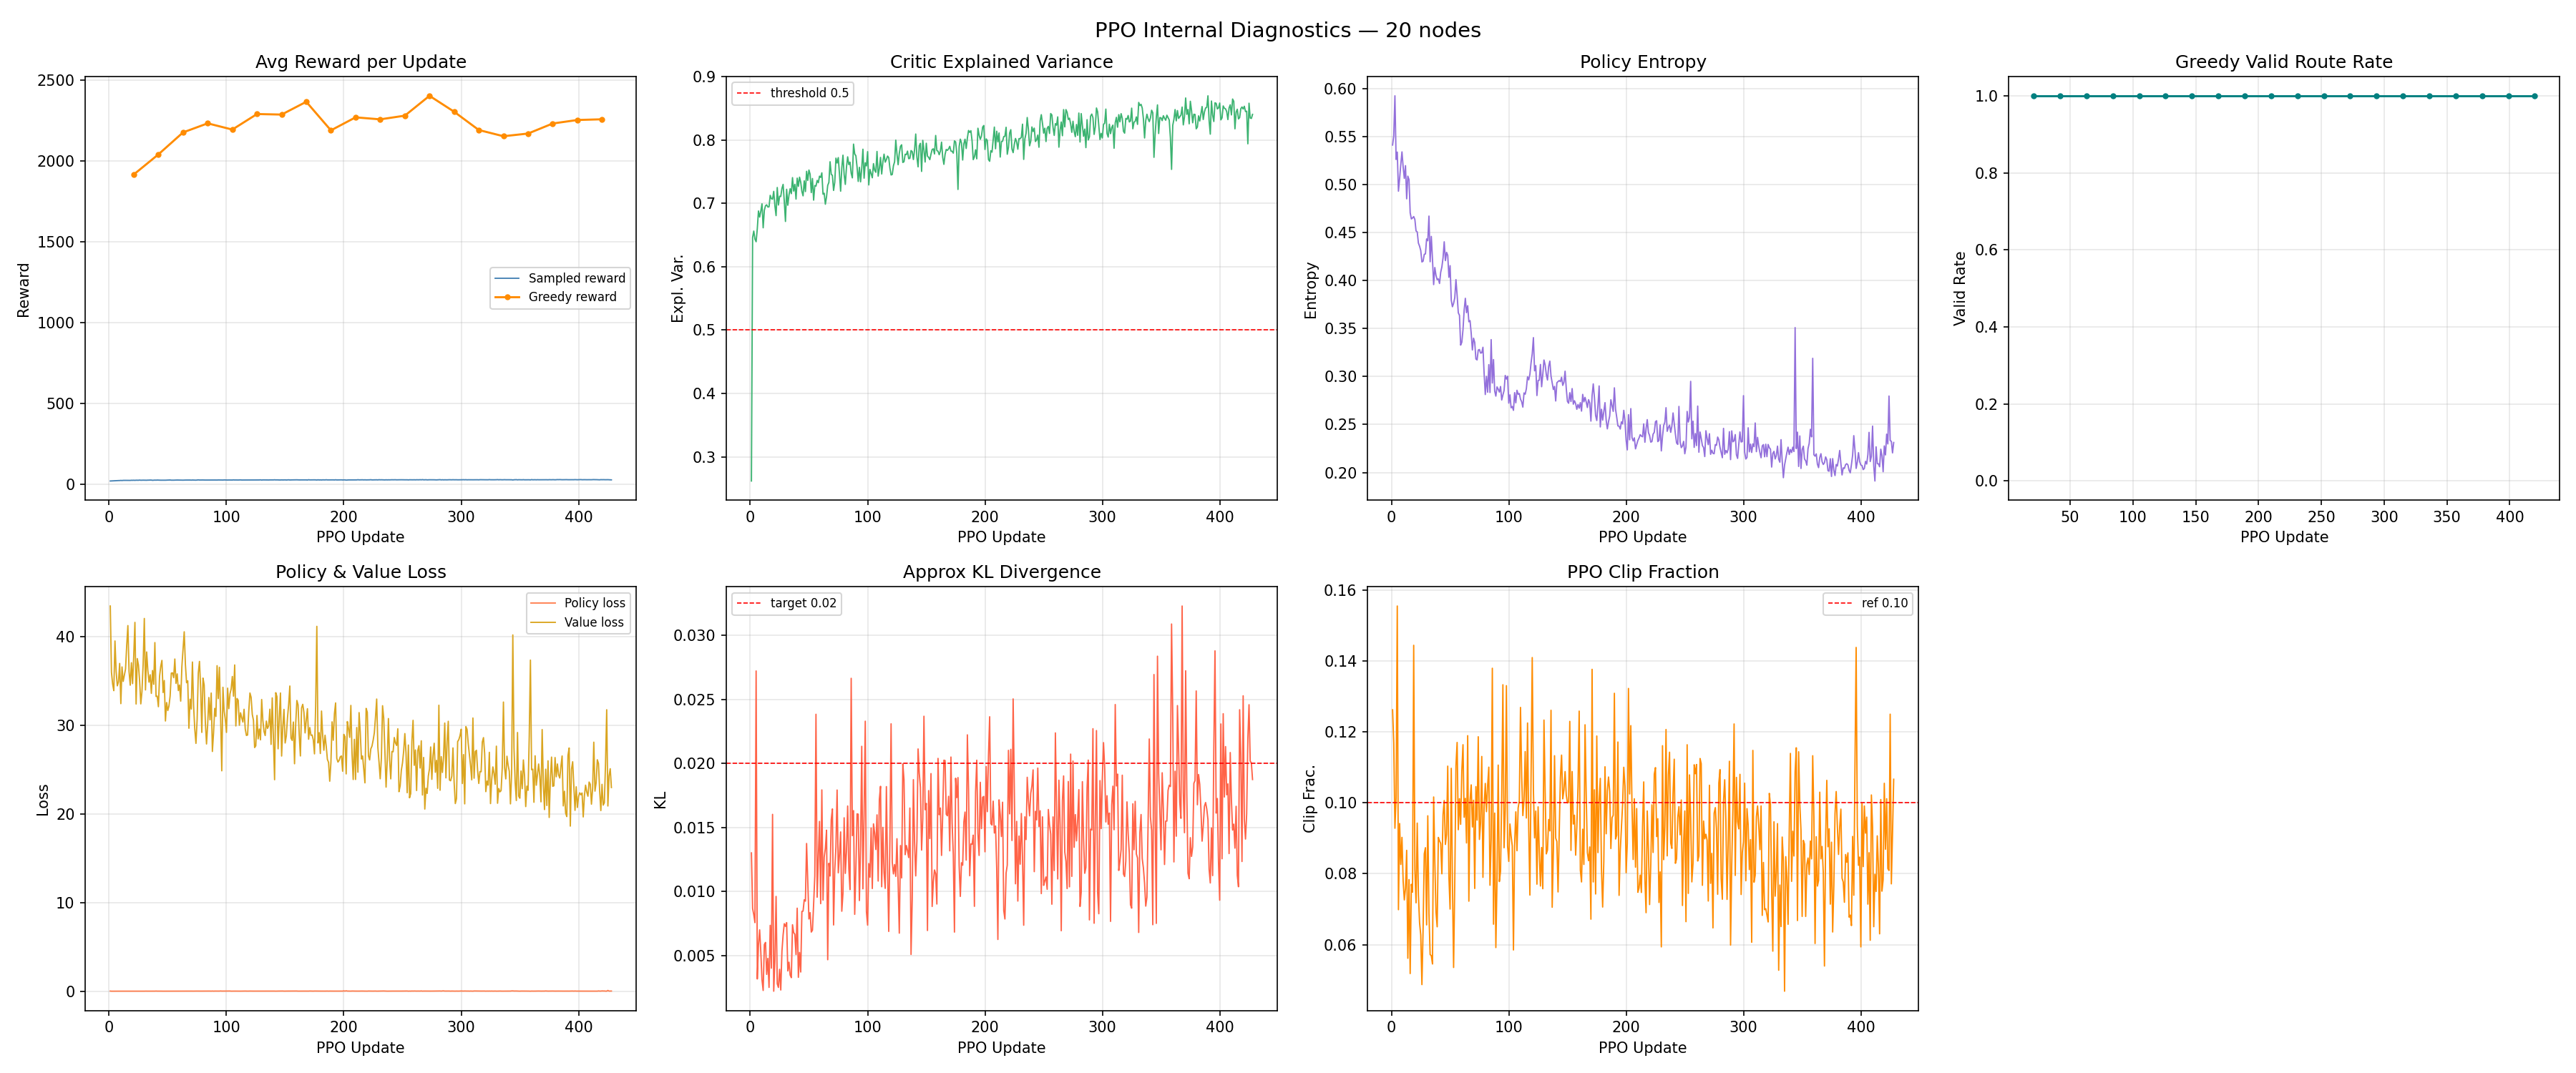 PPO Internal Diagnostics — 20 nodes
Avg Reward per Update
Reward
2500
2000
1500
1000
500
0
Sampled reward
Greedy reward
0 100 200 300 400
PPO Update
Critic Explained Variance
Expl. Var.
0.9
0.8
0.7
0.6
0.5
0.4
0.3
threshold 0.5
0 100 200 300 400
PPO Update
Policy Entropy
Entropy
0.60
0.55
0.50
0.45
0.40
0.35
0.30
0.25
0.20
0 100 200 300 400
PPO Update
Greedy Valid Route Rate
Valid Rate
1.0
0.8
0.6
0.4
0.2
0.0
50 100 150 200 250 300 350 400
PPO Update
Policy & Value Loss
Loss
40
30
20
10
0
Policy loss
Value loss
0 100 200 300 400
PPO Update
Approx KL Divergence
KL
0.030
0.025
0.020
0.015
0.010
0.005
target 0.02
0 100 200 300 400
PPO Update
PPO Clip Fraction
Clip Frac.
0.16
0.14
0.12
0.10
0.08
0.06
ref 0.10
0 100 200 300 400
PPO Update